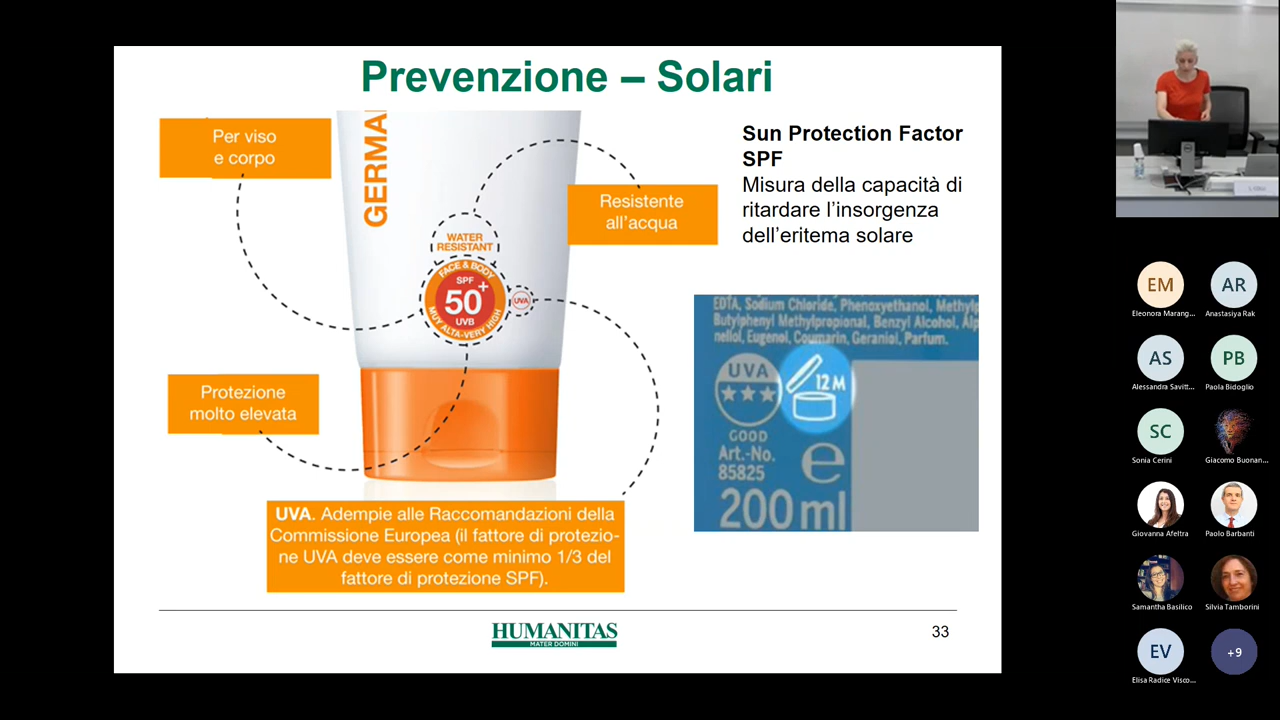 Prevenzione – Solari
Per viso
e corpo
GERMA
Resistente
all'acqua
WATER
RESISTANT
FACE & BODY
SPF
50+
UVB
MUY ALTA-VERY HIGH
UVA
Protezione
molto elevata
UVA. Adempie alle Raccomandazioni della
Commissione Europea (il fattore di protezio-
ne UVA deve essere come minimo 1/3 del
fattore di protezione SPF).
Sun Protection Factor
SPF
Misura della capacità di
ritardare l'insorgenza
dell'eritema solare
EDTA, Sodium Chloride, Phenoxyethanol, Methylp
Butylphenyl Methylpropional, Benzyl Alcohol, Alp
nellol, Eugenol, Coumarin, Geraniol, Parfum.
UVA
12 M
GOOD
Art.-No.
85825
e
200 ml
HUMANITAS
MATER DOMINI
33
EM
Eleonora Marang...
AR
Anastasiya Rak
AS
Alessandra Savitt...
PB
Paola Bidoglio
SC
Sonia Cerini
Giacomo Buonan...
Giovanna Afeltra
Paolo Barbanti
Samantha Basilico
Silvia Tamborini
EV
Elisa Radice Visco...
+9